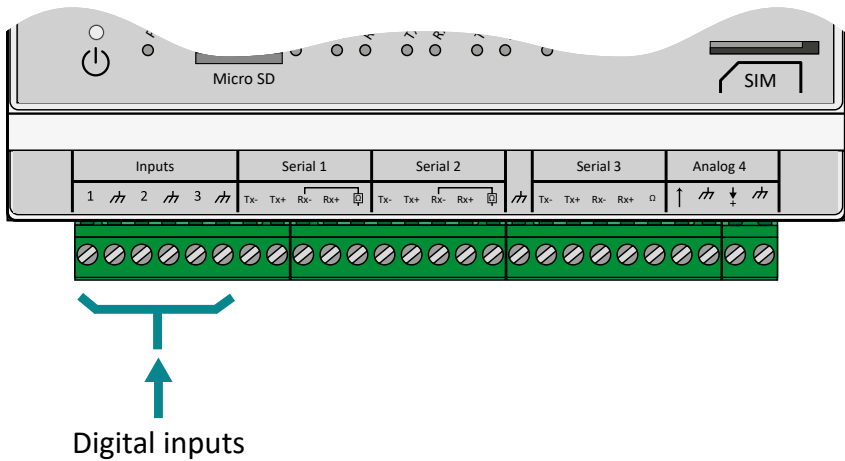 Micro SD
SIM
Inputs Serial 1 Serial 2 Serial 3 Analog 4
1 2 3 Tx- Tx+ Rx- Rx+ Tx- Tx+ Rx- Rx+ Tx- Tx+ Rx- Rx+ Ω +
Digital inputs